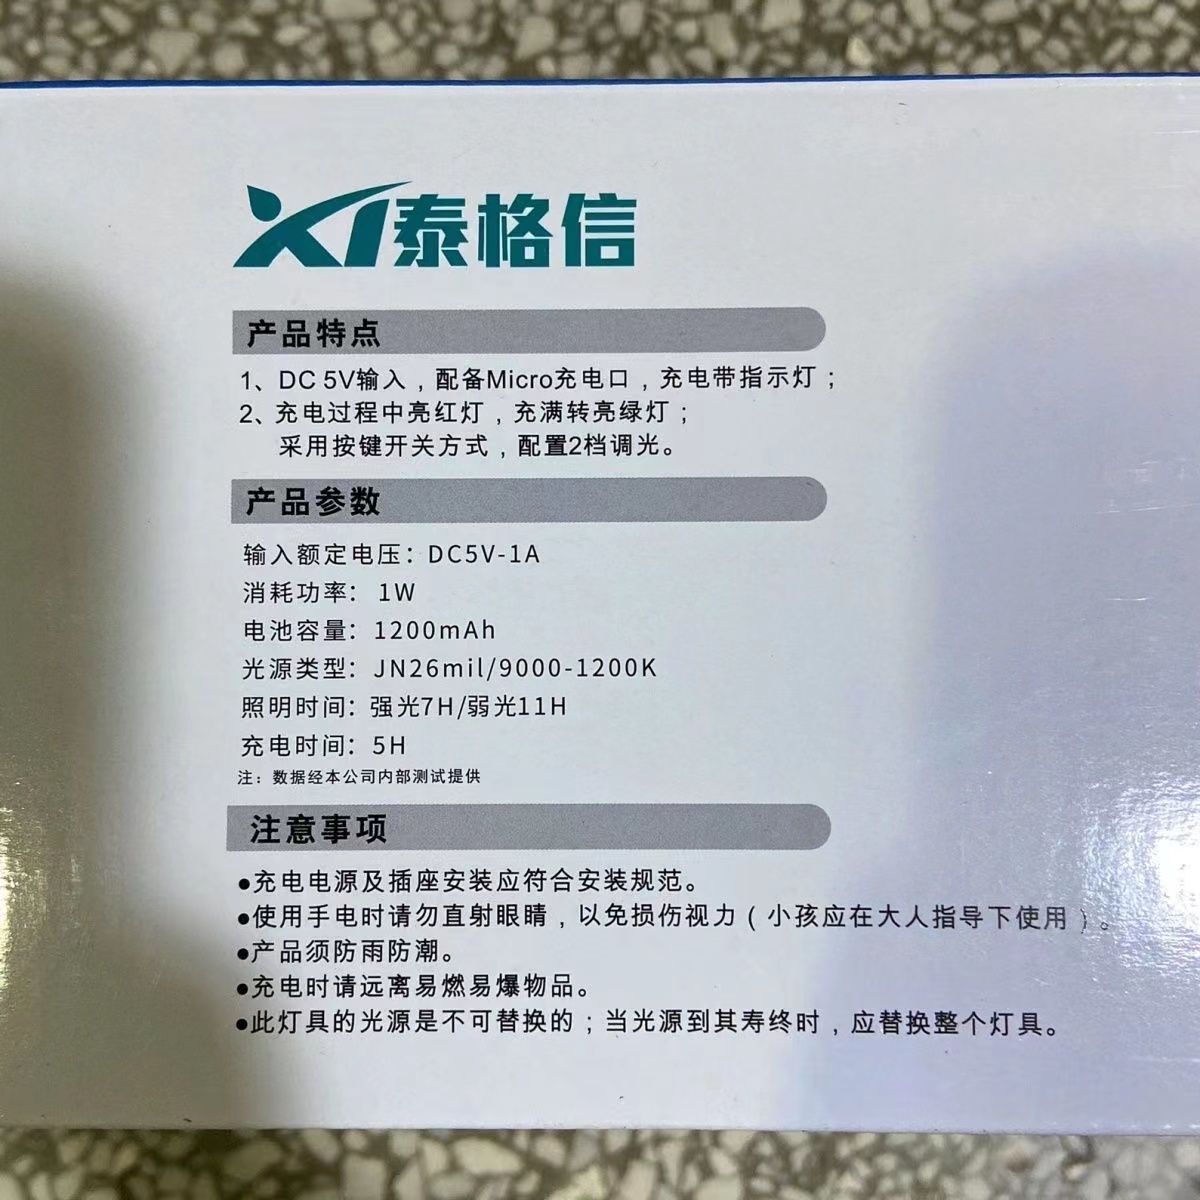 XI泰格信
产品特点
1、DC 5V输入，配备Micro充电口，充电带指示灯；
2、充电过程中亮红灯，充满转亮绿灯；
采用按键开关方式，配置2档调光。
产品参数
输入额定电压：DC5V-1A
消耗功率：1W
电池容量：1200mAh
光源类型：JN26mil/9000-1200K
照明时间：强光7H/弱光11H
充电时间：5H
注：数据经本公司内部测试提供
注意事项
●充电电源及插座安装应符合安装规范。
●使用手电时请勿直射眼睛，以免损伤视力（小孩应在大人指导下使用）。
●产品须防雨防潮。
●充电时请远离易燃易爆物品。
●此灯具的光源是不可替换的；当光源到其寿终时，应替换整个灯具。